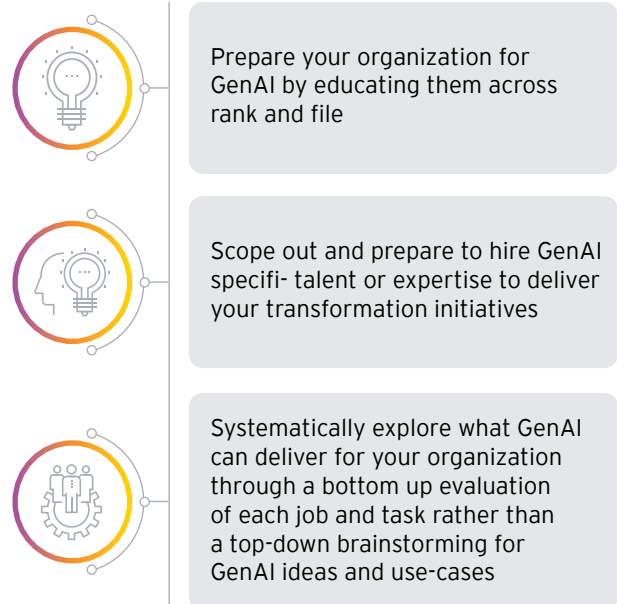 Prepare your organization for
GenAI by educating them across
rank and file
Scope out and prepare to hire GenAI
specifi- talent or expertise to deliver
your transformation initiatives
Systematically explore what GenAI
can deliver for your organization
through a bottom up evaluation
of each job and task rather than
a top-down brainstorming for
GenAI ideas and use-cases